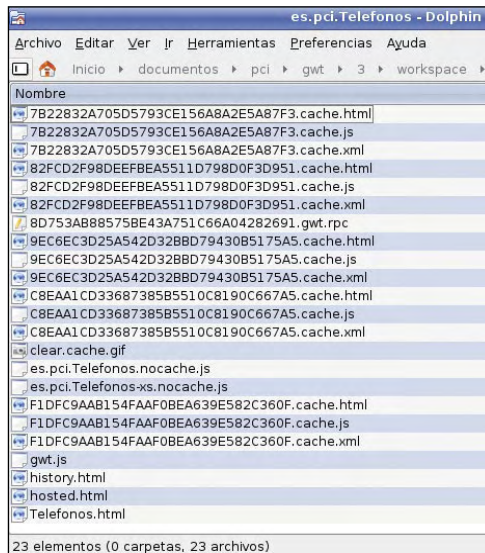 es.pci.Telefonos - Dolphin
Archivo Editar Ver Ir Herramientas Preferencias Ayuda
Inicio documentos pci gwt 3 workspace
Nombre
7B22832A705D5793CE156A8A2E5A87F3.cache.html
7B22832A705D5793CE156A8A2E5A87F3.cache.js
7B22832A705D5793CE156A8A2E5A87F3.cache.xml
82FCD2F98DEEFBEA5511D798D0F3D951.cache.html
82FCD2F98DEEFBEA5511D798D0F3D951.cache.js
82FCD2F98DEEFBEA5511D798D0F3D951.cache.xml
8D753AB88575BE43A751C66A04282691.gwt.rpc
9EC6EC3D25A542D32BBD79430B5175A5.cache.html
9EC6EC3D25A542D32BBD79430B5175A5.cache.js
9EC6EC3D25A542D32BBD79430B5175A5.cache.xml
C8EAA1CD33687385B5510C8190C667A5.cache.html
C8EAA1CD33687385B5510C8190C667A5.cache.js
C8EAA1CD33687385B5510C8190C667A5.cache.xml
clear.cache.gif
es.pci.Telefonos.nocache.js
es.pci.Telefonos-xs.nocache.js
F1DFC9AAB154FAAF0BEA639E582C360F.cache.html
F1DFC9AAB154FAAF0BEA639E582C360F.cache.js
F1DFC9AAB154FAAF0BEA639E582C360F.cache.xml
gwt.js
history.html
hosted.html
Telefonos.html
23 elementos (0 carpetas, 23 archivos)